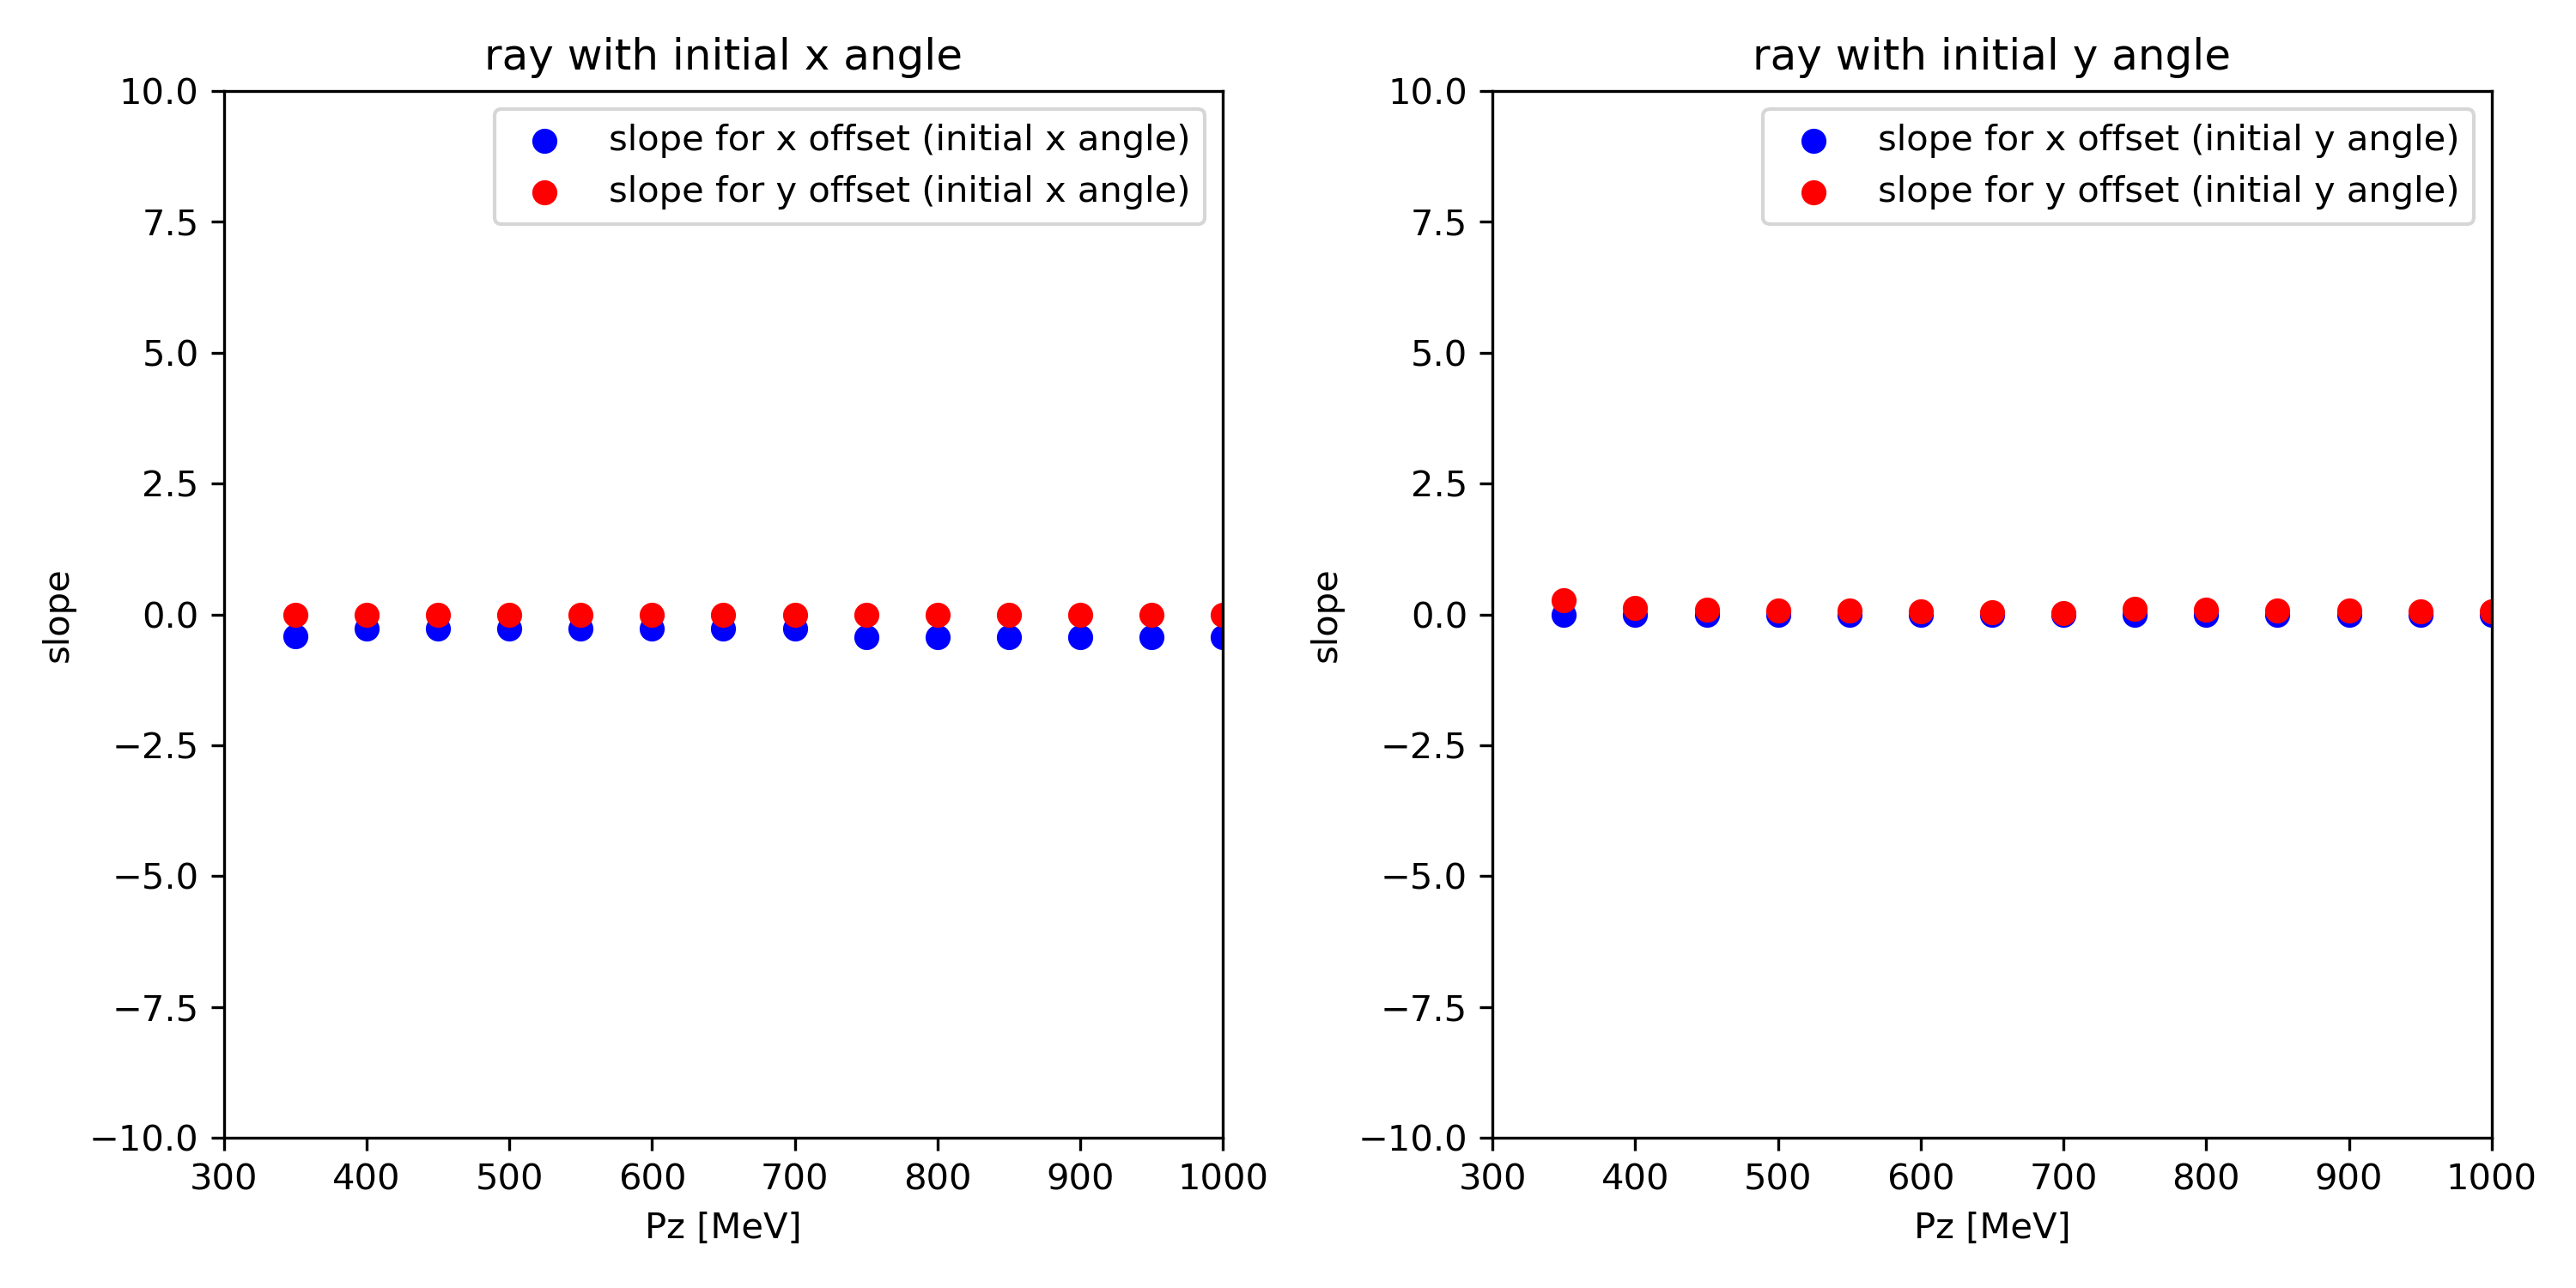 ray with initial x angle
10.0
7.5
5.0
2.5
0.0
−2.5
−5.0
−7.5
−10.0
slope
slope for x offset (initial x angle)
slope for y offset (initial x angle)
300 400 500 600 700 800 900 1000
Pz [MeV]
ray with initial y angle
10.0
7.5
5.0
2.5
0.0
−2.5
−5.0
−7.5
−10.0
slope
slope for x offset (initial y angle)
slope for y offset (initial y angle)
300 400 500 600 700 800 900 1000
Pz [MeV]